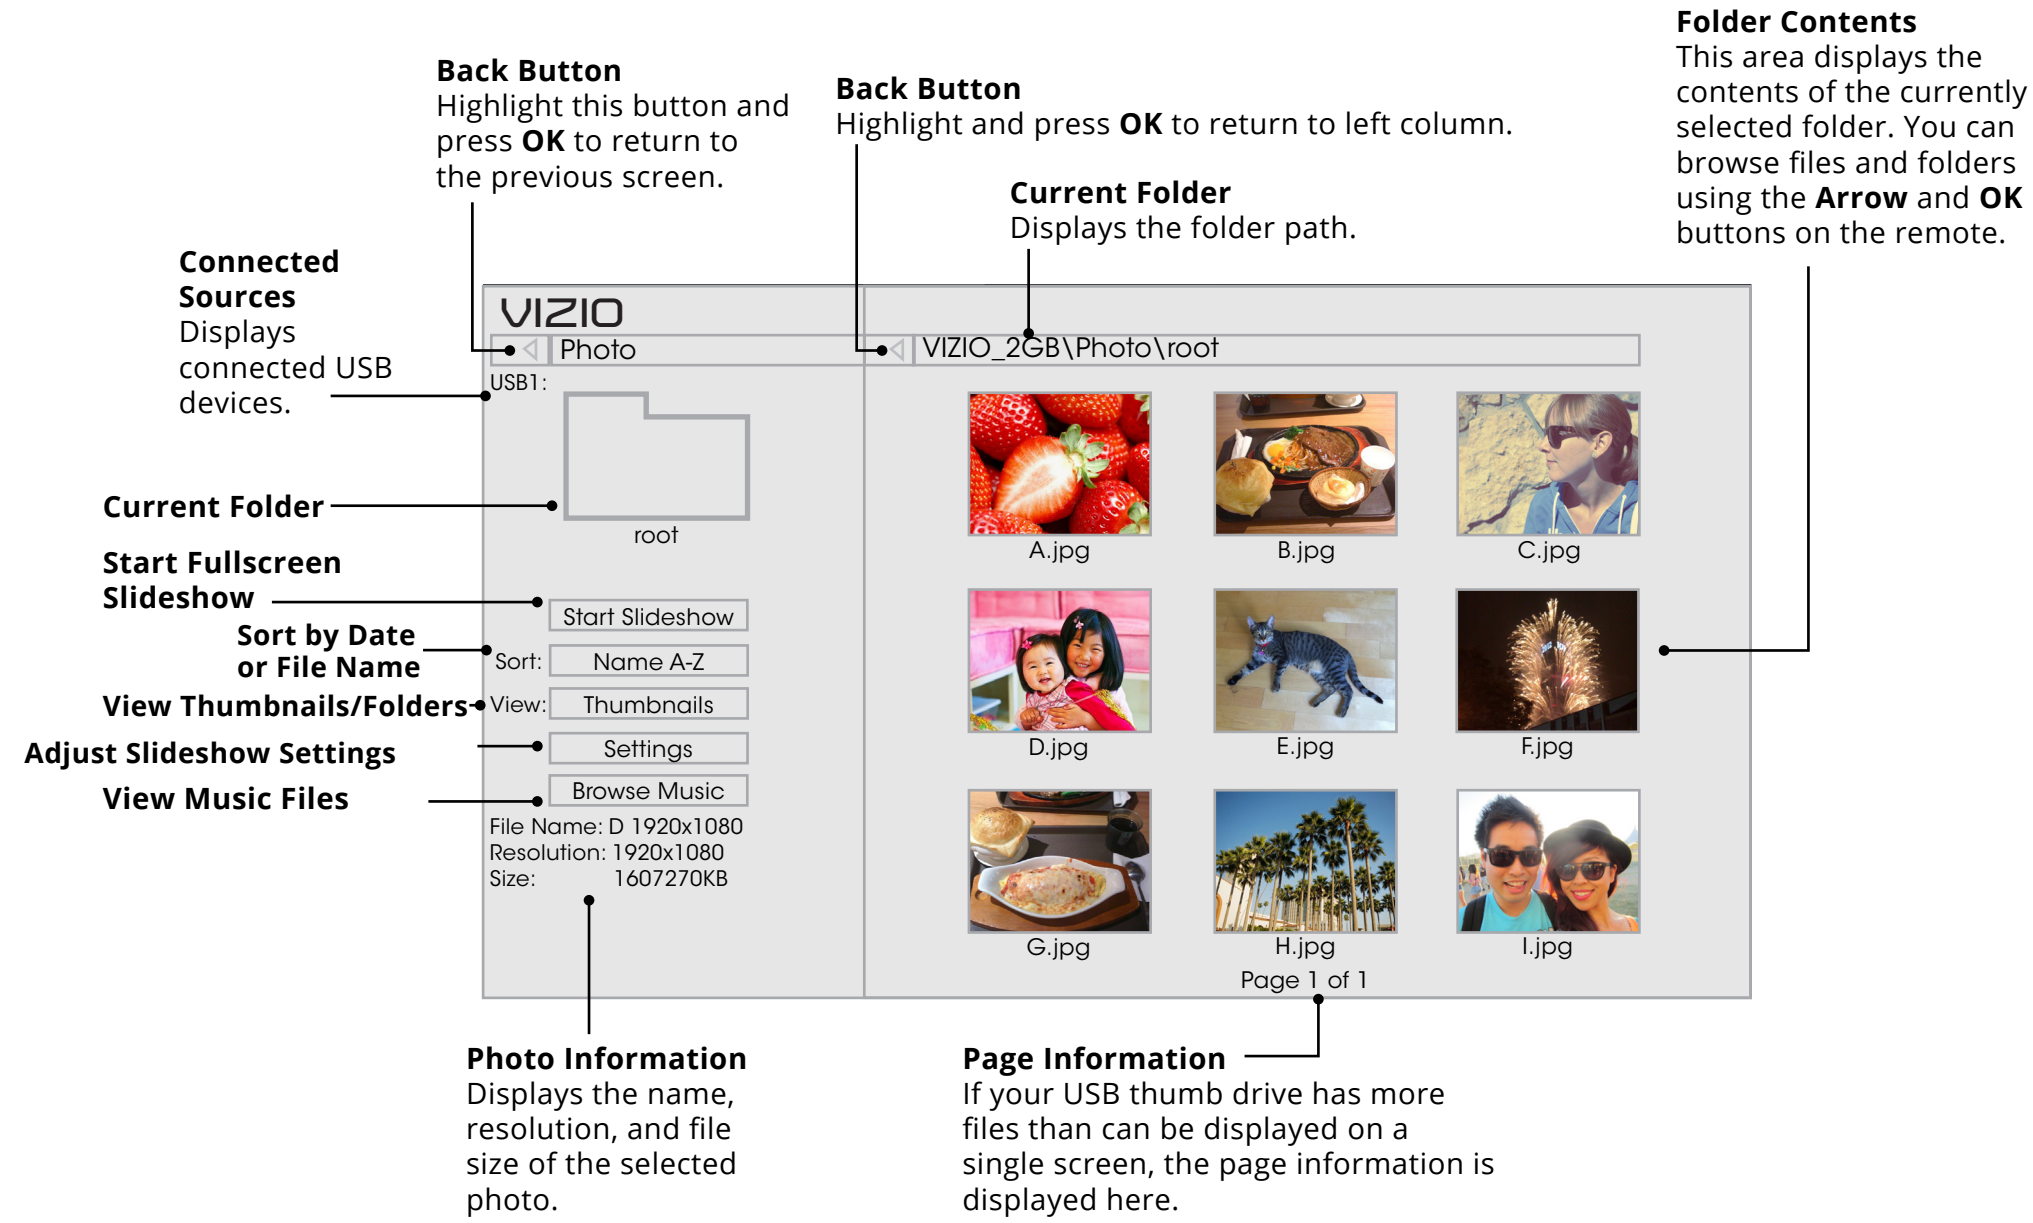 Folder Contents
This area displays the
contents of the currently
selected folder. You can
browse files and folders
using the Arrow and OK
buttons on the remote.
Back Button
Highlight this button and
press OK to return to
the previous screen.
Back Button
Highlight and press OK to return to left column.
Current Folder
Displays the folder path.
Connected
Sources
Displays
connected USB
devices.
Current Folder
Start Fullscreen
Slideshow
Sort by Date
or File Name
View Thumbnails/Folders
Adjust Slideshow Settings
View Music Files
VIZIO
Photo
USB1:
root
Start Slideshow
Sort: Name A-Z
View: Thumbnails
Settings
Browse Music
File Name: D 1920x1080
Resolution: 1920x1080
Size: 1607270KB
VIZIO_2GB\Photo\root
A.jpg B.jpg C.jpg
D.jpg E.jpg F.jpg
G.jpg H.jpg I.jpg
Page 1 of 1
Photo Information
Displays the name,
resolution, and file
size of the selected
photo.
Page Information
If your USB thumb drive has more
files than can be displayed on a
single screen, the page information is
displayed here.